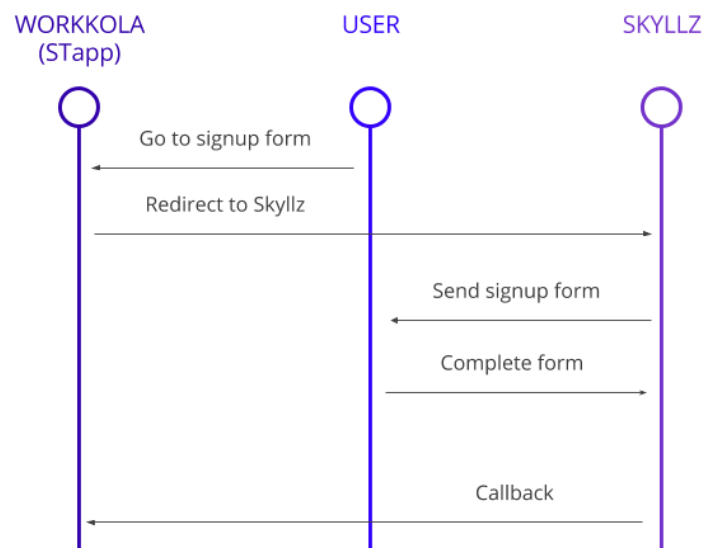 WORKKOLA
(STapp)
USER
SKYLLZ
Go to signup form
Redirect to Skyllz
Send signup form
Complete form
Callback